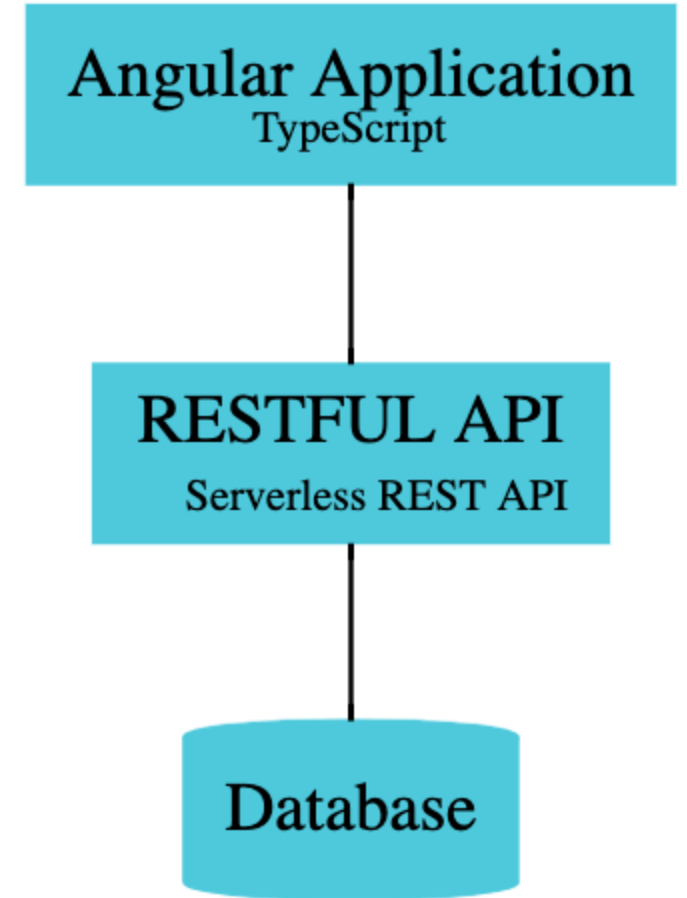 Angular Application
TypeScript
RESTFUL API
Serverless REST API
Database